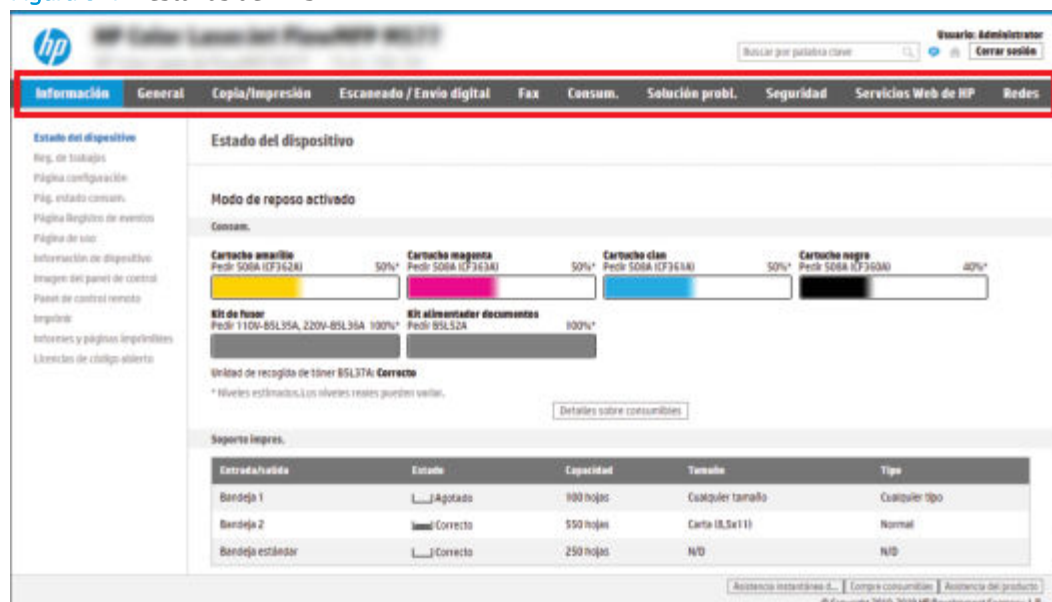 hp
Usuario: Administrator
Buscar por palabra clave
Cerrar sesión
Información General Copia/Impresión Escaneado / Envío digital Fax Consum. Solución probl. Seguridad Servicios Web de HP Redes
Estado del dispositivo
Reg. de trabajos
Página configuración
Pág. estado consum.
Página Registro de eventos
Página de uso
Información de dispositivo
Imagen del panel de control
Panel de control remoto
Imprimir
Informes y páginas imprimibles
Licencias de código abierto
Estado del dispositivo
Modo de reposo activado
Consum.
Cartucho amarillo
Pedir 508A (CF362A) 50%*
Cartucho magenta
Pedir 508A (CF363A) 50%*
Cartucho cian
Pedir 508A (CF361A) 50%*
Cartucho negro
Pedir 508A (CF360A) 40%*
Kit de fusor
Pedir 110V-B5L35A, 220V-B5L36A 100%*
Kit alimentador documentos
Pedir B5L52A 100%*
Unidad de recogida de tóner B5L37A: Correcto
* Niveles estimados.Los niveles reales pueden variar.
Detalles sobre consumibles
Soporte impres.
Entrada/salida Estado Capacidad Tamaño Tipo
Bandeja 1 Agotado 100 hojas Cualquier tamaño Cualquier tipo
Bandeja 2 Correcto 550 hojas Carta (8,5x11) Normal
Bandeja estándar Correcto 250 hojas N/D N/D
Asistencia instantánea d... Compra consumibles Asistencia del producto